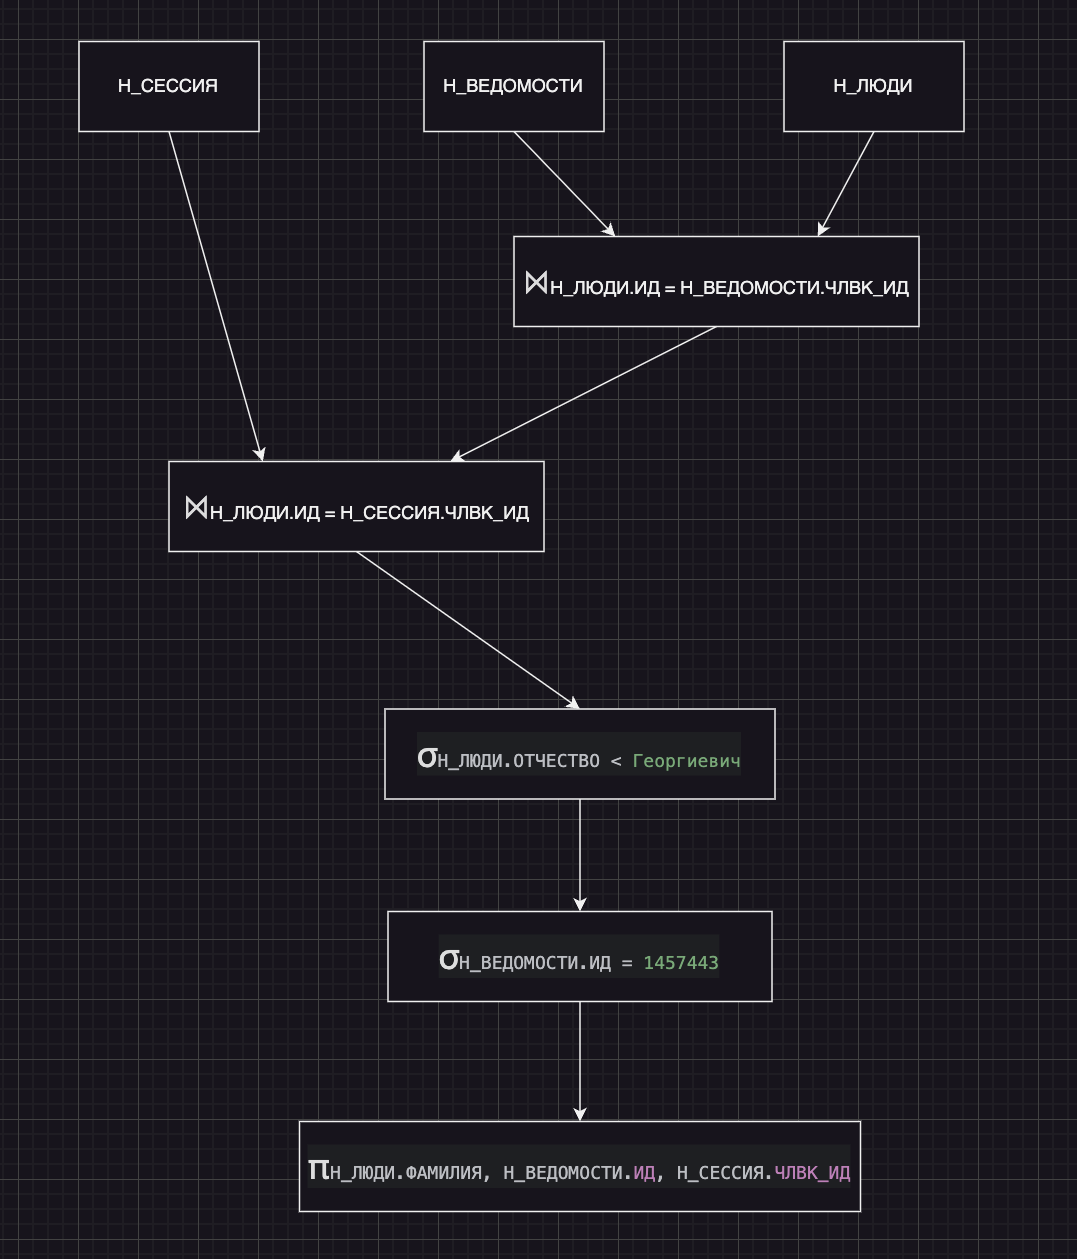 Н_СЕССИЯ
Н_ВЕДОМОСТИ
Н_ЛЮДИ
⋈Н_ЛЮДИ.ИД = Н_ВЕДОМОСТИ.ЧЛВК_ИД
⋈Н_ЛЮДИ.ИД = Н_СЕССИЯ.ЧЛВК_ИД
σН_ЛЮДИ.ОТЧЕСТВО < Георгиевич
σН_ВЕДОМОСТИ.ИД = 1457443
πН_ЛЮДИ.ФАМИЛИЯ, Н_ВЕДОМОСТИ.ИД, Н_СЕССИЯ.ЧЛВК_ИД